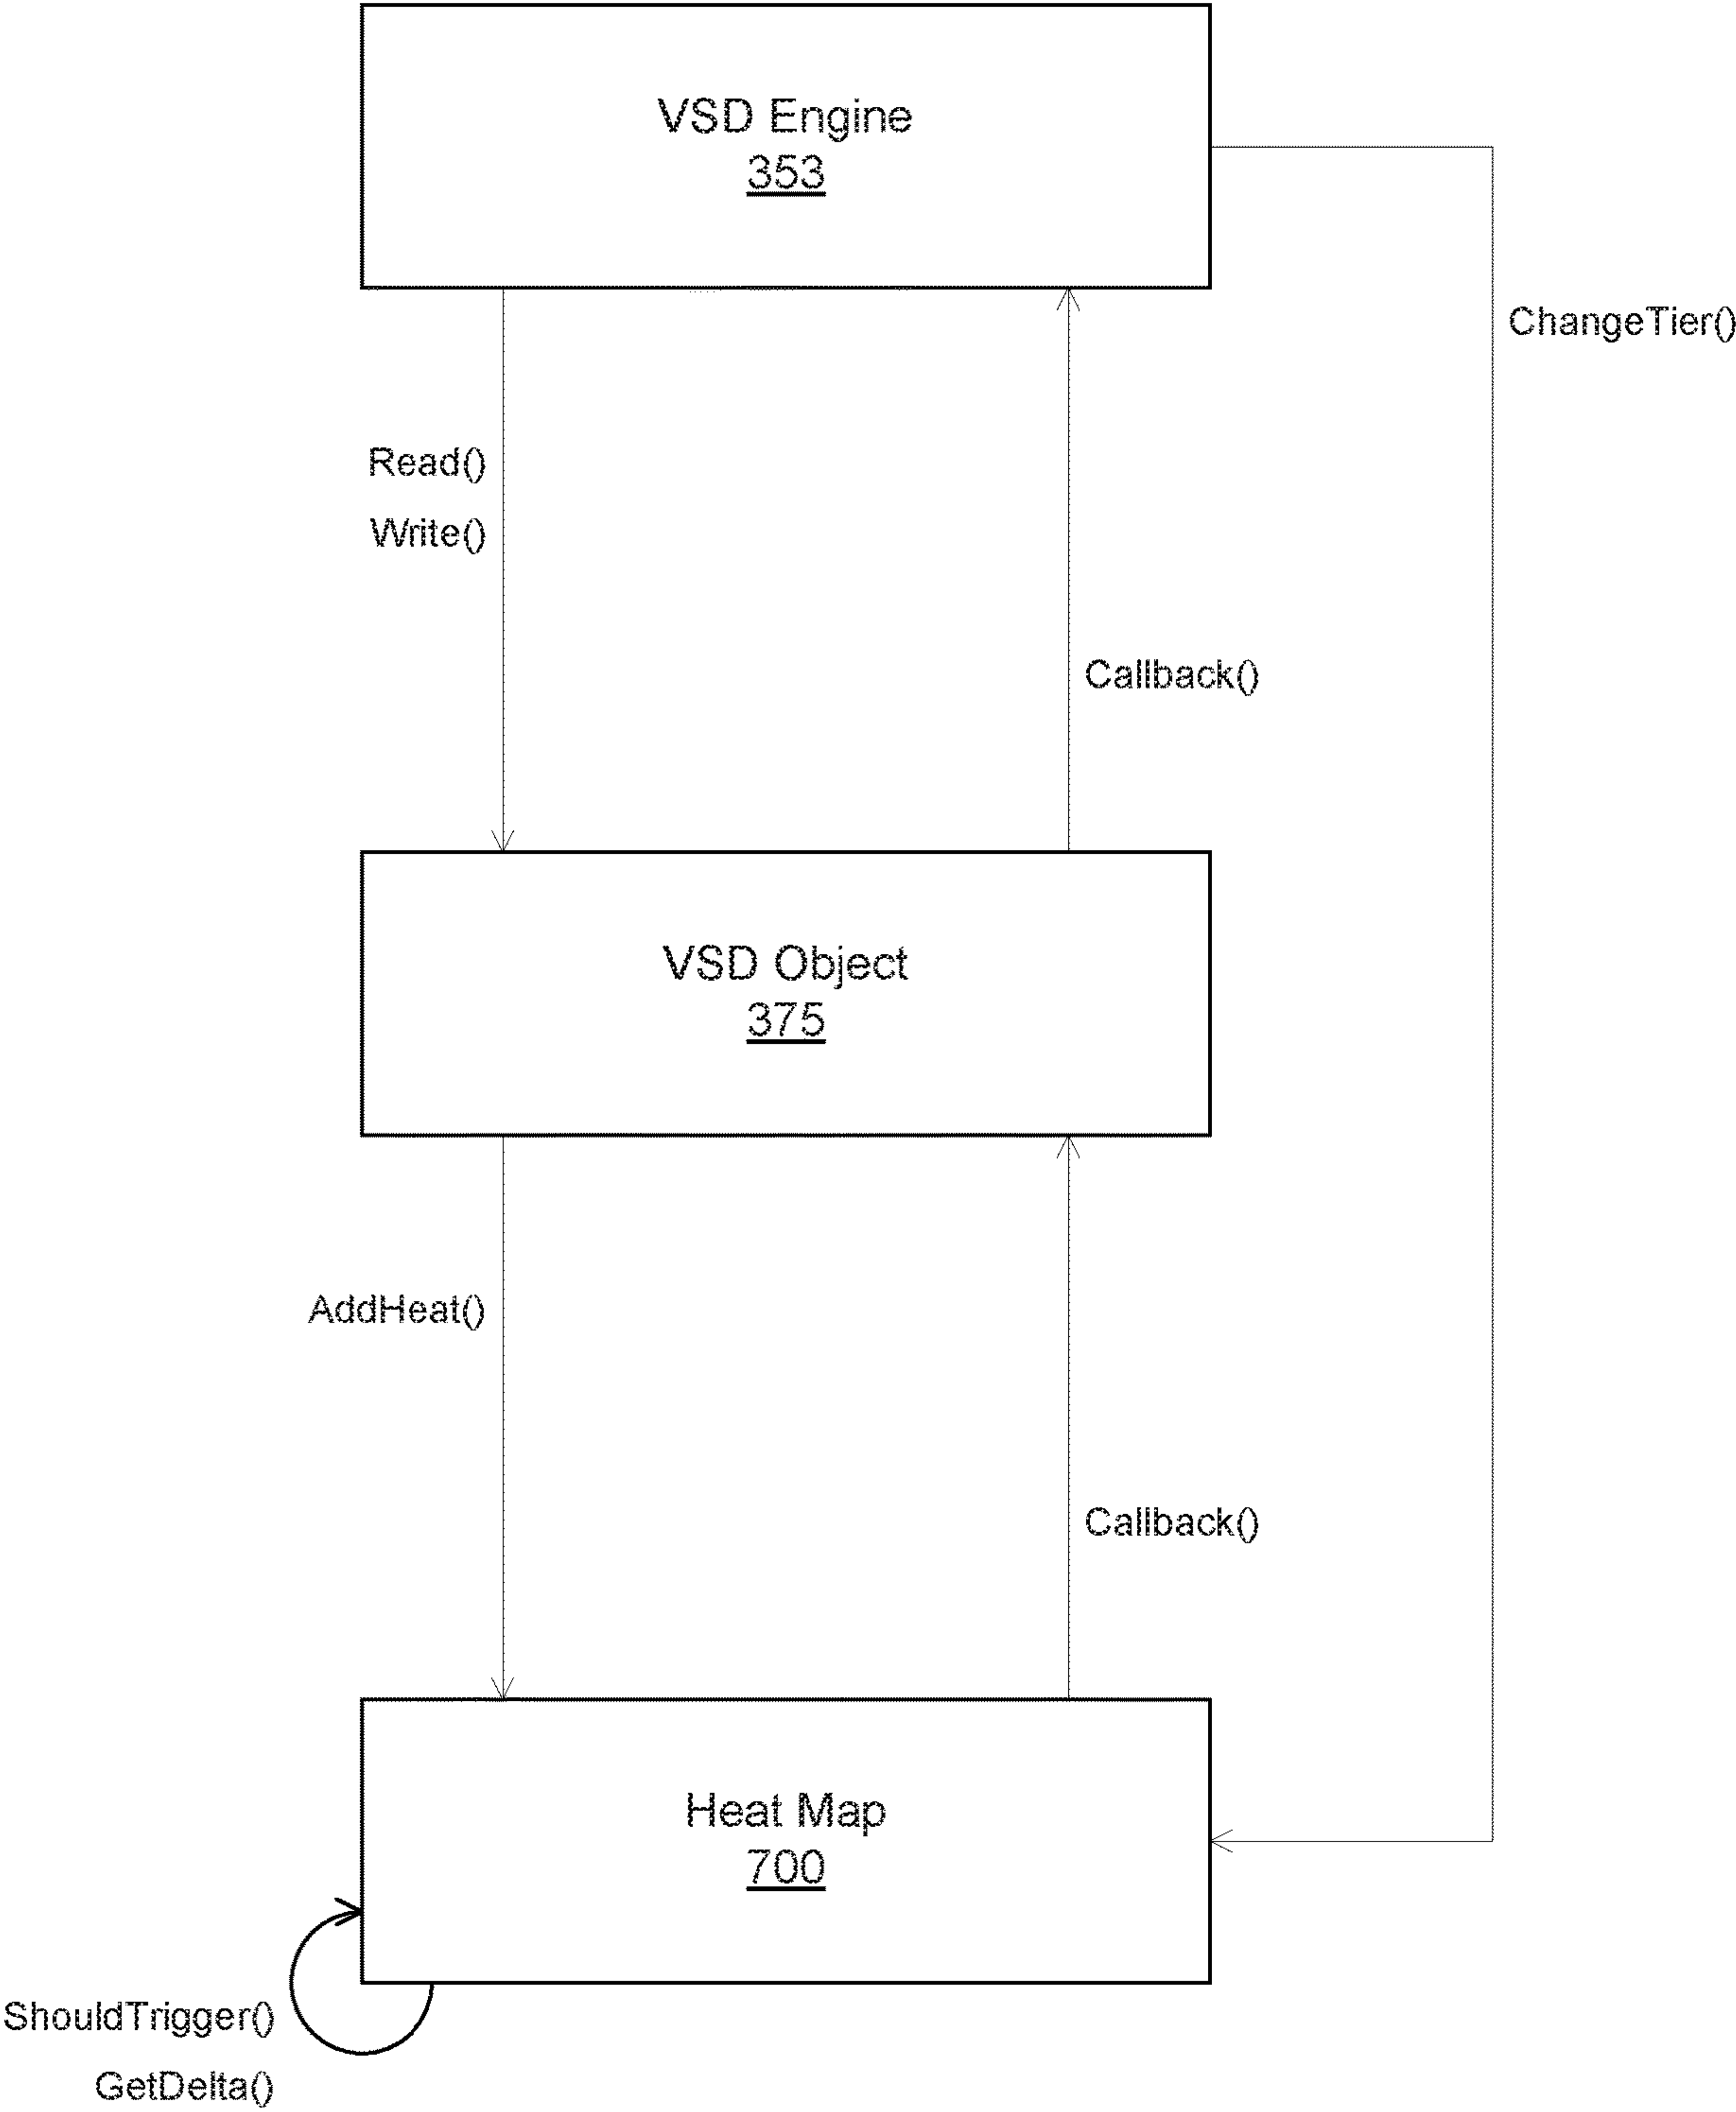 VSD Engine
353
ChangeTier()
Read()
Write()
Callback()
VSD Object
375
AddHeat()
Callback()
Heat Map
700
ShouldTrigger()
GetDelta()